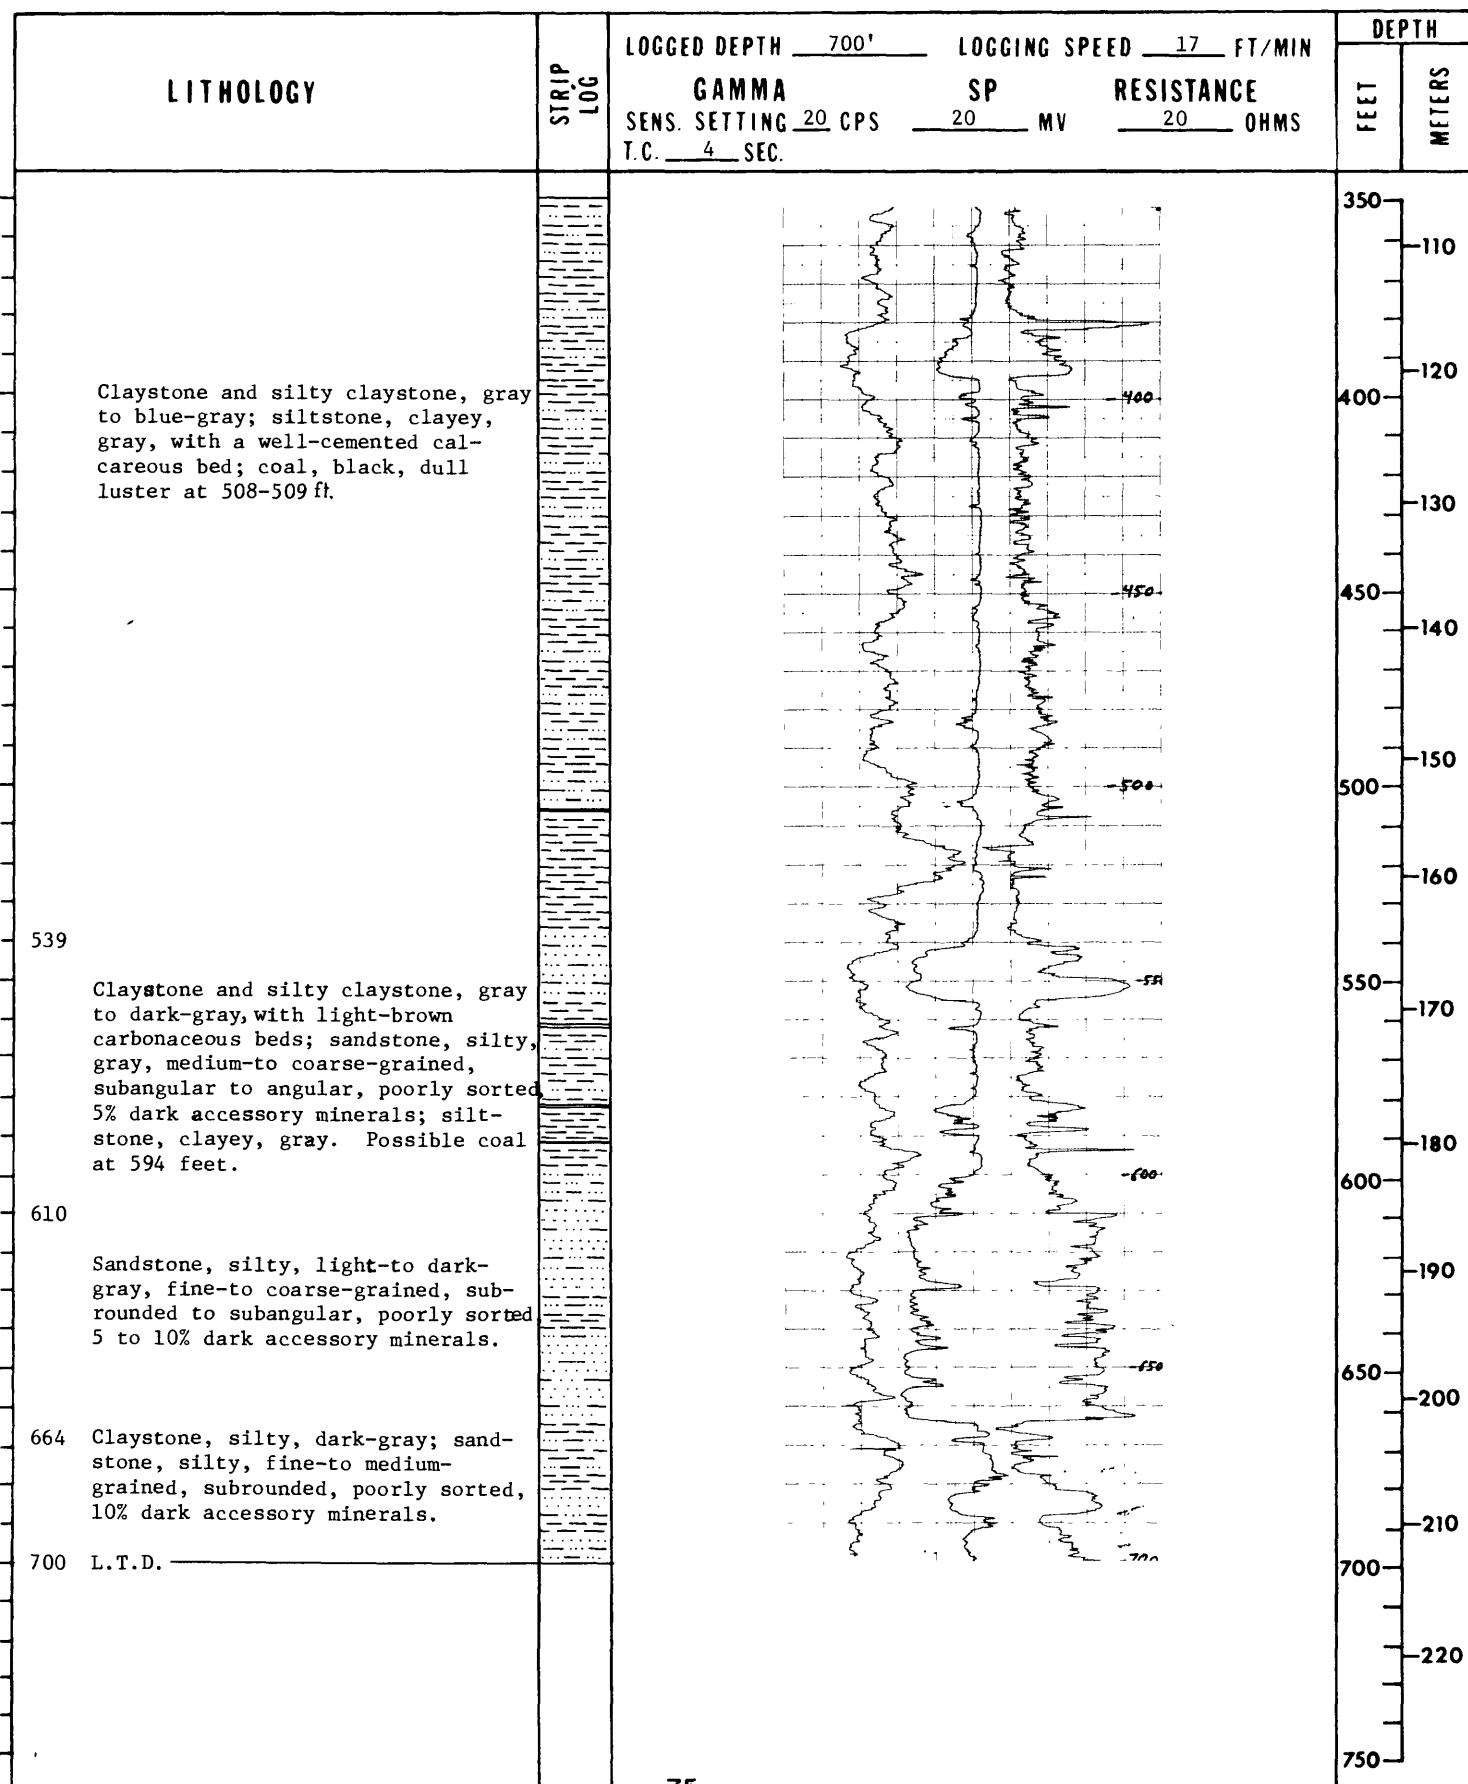 LITHOLOGY
STRIP LOG
LOGGED DEPTH 700' LOGGING SPEED 17 FT/MIN
GAMMA SP RESISTANCE
SENS. SETTING 20 CPS 20 MV 20 OHMS
T.C. 4 SEC.
DEPTH
FEET
METERS
Claystone and silty claystone, gray
to blue-gray; siltstone, clayey,
gray, with a well-cemented cal-
careous bed; coal, black, dull
luster at 508-509 ft.
539
Claystone and silty claystone, gray
to dark-gray, with light-brown
carbonaceous beds; sandstone, silty,
gray, medium-to coarse-grained,
subangular to angular, poorly sorted,
5% dark accessory minerals; silt-
stone, clayey, gray. Possible coal
at 594 feet.
610
Sandstone, silty, light-to dark-
gray, fine-to coarse-grained, sub-
rounded to subangular, poorly sorted
5 to 10% dark accessory minerals.
664 Claystone, silty, dark-gray; sand-
stone, silty, fine-to medium-
grained, subrounded, poorly sorted,
10% dark accessory minerals.
700 L.T.D.
-400
-450
-500
-600
-650
350
400
450
500
550
600
650
700
750
110
120
130
140
150
160
170
180
190
200
210
220